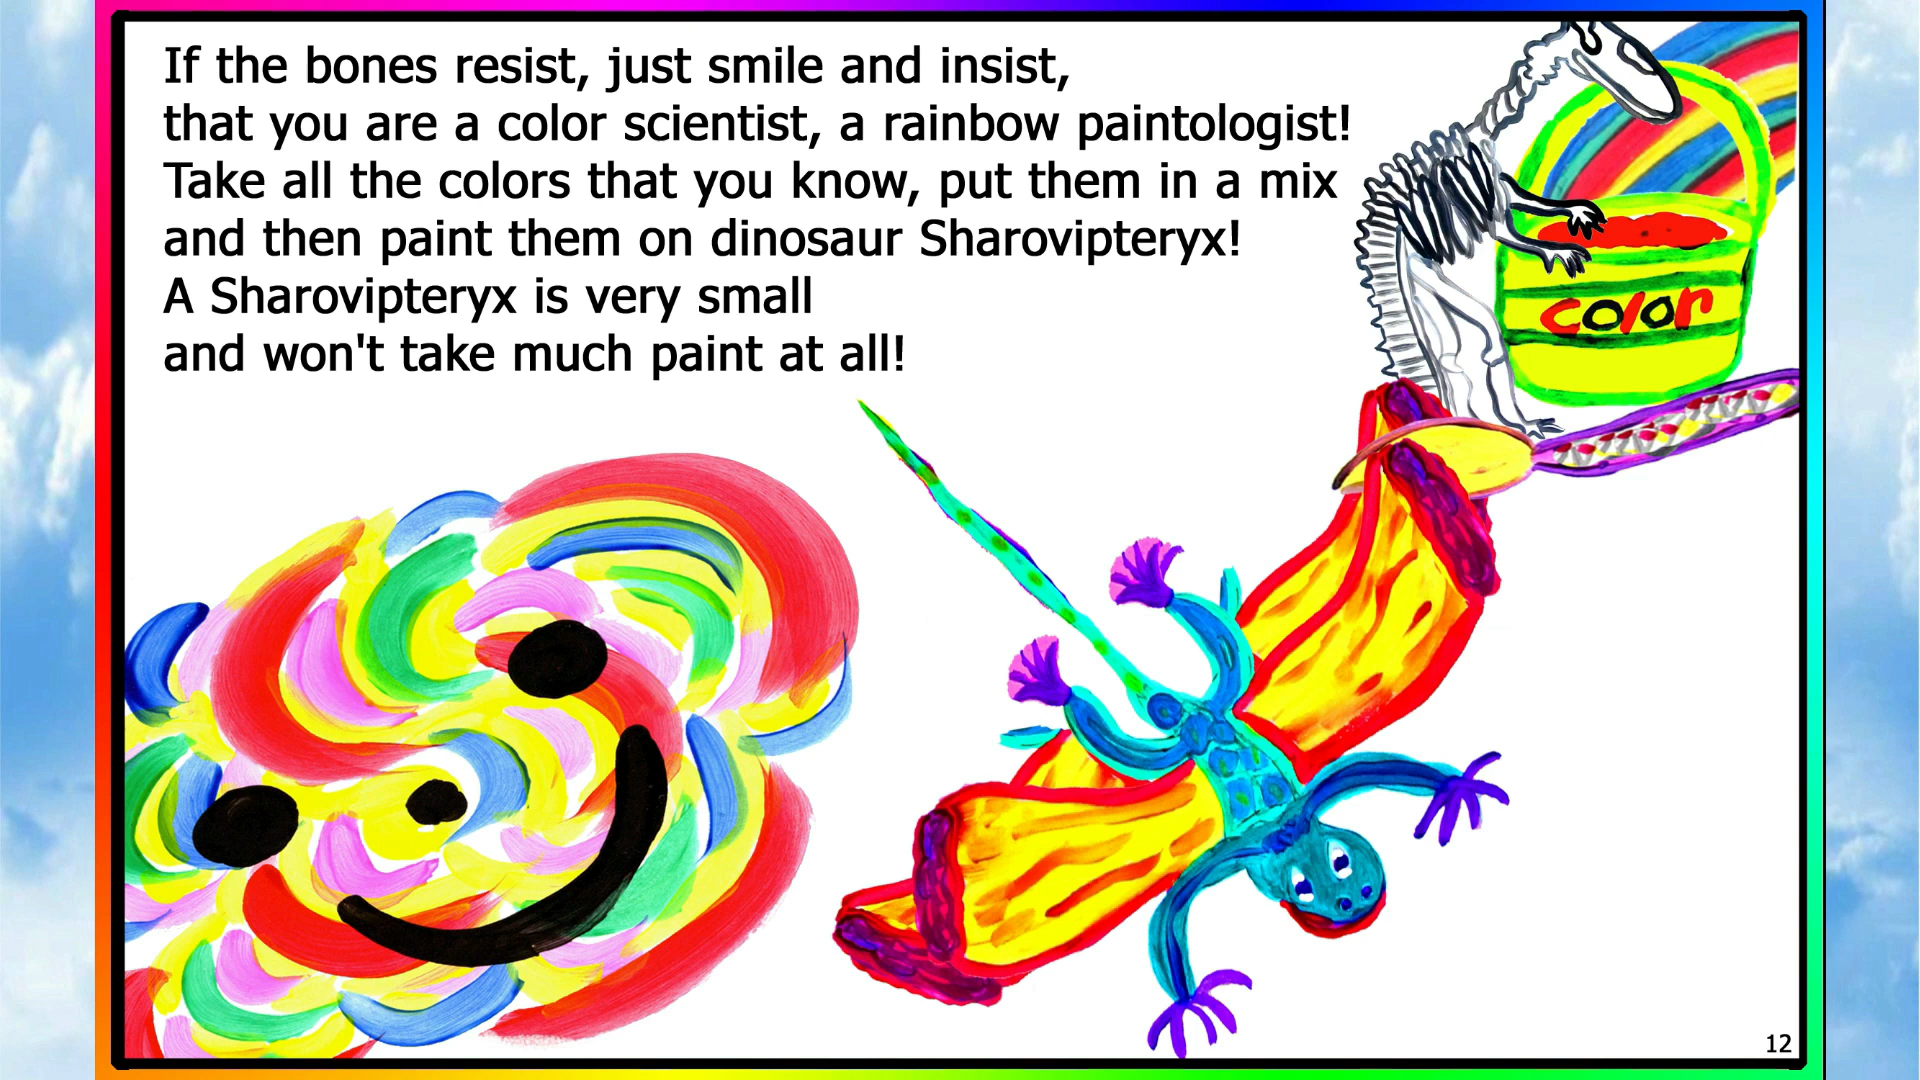 If the bones resist, just smile and insist,
that you are a color scientist, a rainbow paintologist!
Take all the colors that you know, put them in a mix
and then paint them on dinosaur Sharovipteryx!
A Sharovipteryx is very small
and won't take much paint at all!
color
12